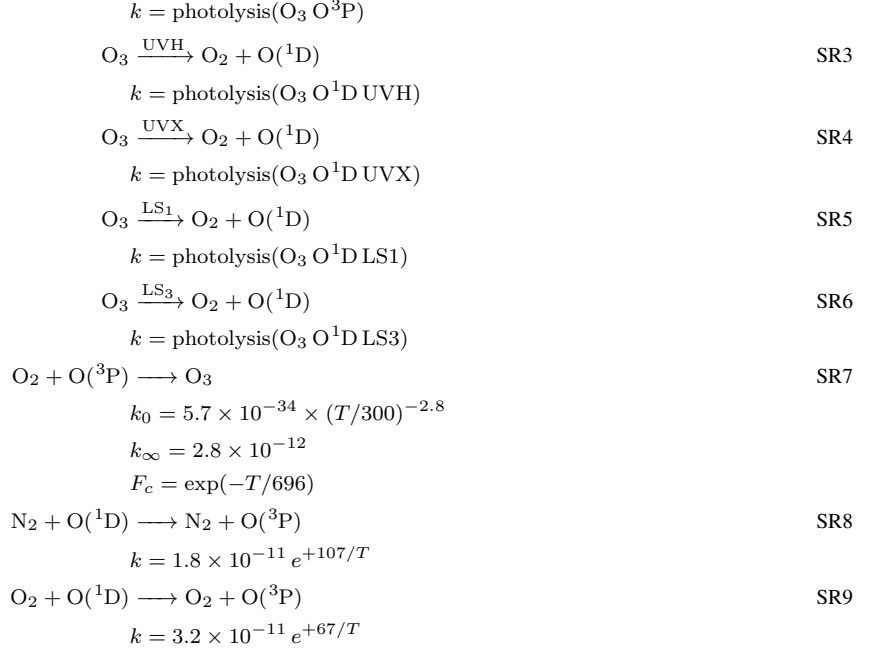 k = photolysis(O₃ O³P)
O₃ —UVH→ O₂ + O(¹D) SR3
k = photolysis(O₃ O¹D UVH)
O₃ —UVX→ O₂ + O(¹D) SR4
k = photolysis(O₃ O¹D UVX)
O₃ —LS₁→ O₂ + O(¹D) SR5
k = photolysis(O₃ O¹D LS1)
O₃ —LS₃→ O₂ + O(¹D) SR6
k = photolysis(O₃ O¹D LS3)
O₂ + O(³P) ⟶ O₃ SR7
k₀ = 5.7 × 10⁻³⁴ × (T/300)⁻²·⁸
k∞ = 2.8 × 10⁻¹²
F_c = exp(−T/696)
N₂ + O(¹D) ⟶ N₂ + O(³P) SR8
k = 1.8 × 10⁻¹¹ e^{+107/T}
O₂ + O(¹D) ⟶ O₂ + O(³P) SR9
k = 3.2 × 10⁻¹¹ e^{+67/T}